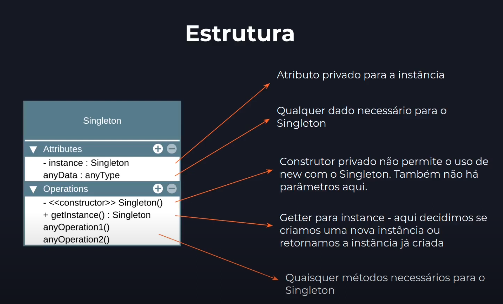 Estrutura
Singleton
Attributes
- instance : Singleton
anyData : anyType
Operations
- <<constructor>> Singleton()
+ getInstance() : Singleton
anyOperation1()
anyOperation2()
Atributo privado para a instância
Qualquer dado necessário para o
Singleton
Construtor privado não permite o uso de
new com o Singleton. Também não há
parâmetros aqui.
Getter para instance - aqui decidimos se
criamos uma nova instância ou
retornamos a instância já criada
Quaisquer métodos necessários para o
Singleton